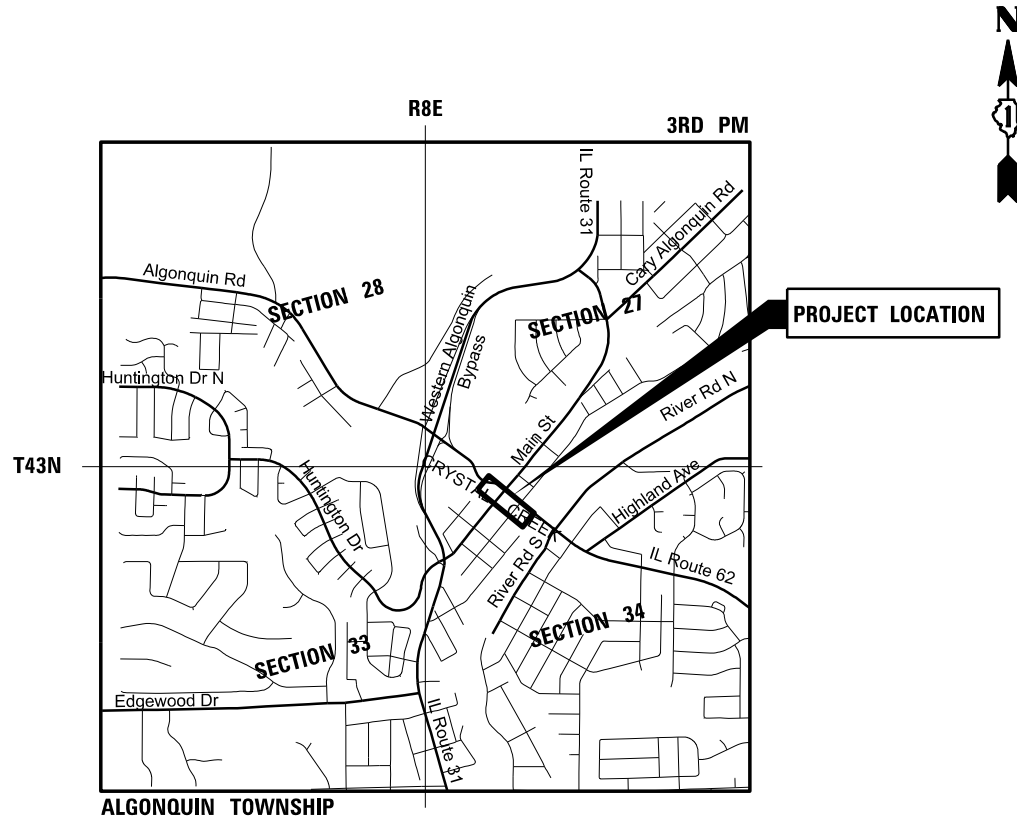 N
1
R8E
3RD PM
IL Route 31
Cary Algonquin Rd
Algonquin Rd
SECTION 28
SECTION 27
Western Algonquin
Bypass
PROJECT LOCATION
Huntington Dr N
River Rd N
Main St
T43N
CRYSTAL CREEK
Highland Ave
Huntington Dr
River Rd S
IL Route 62
SECTION 34
SECTION 33
Edgewood Dr
IL Route 31
ALGONQUIN TOWNSHIP